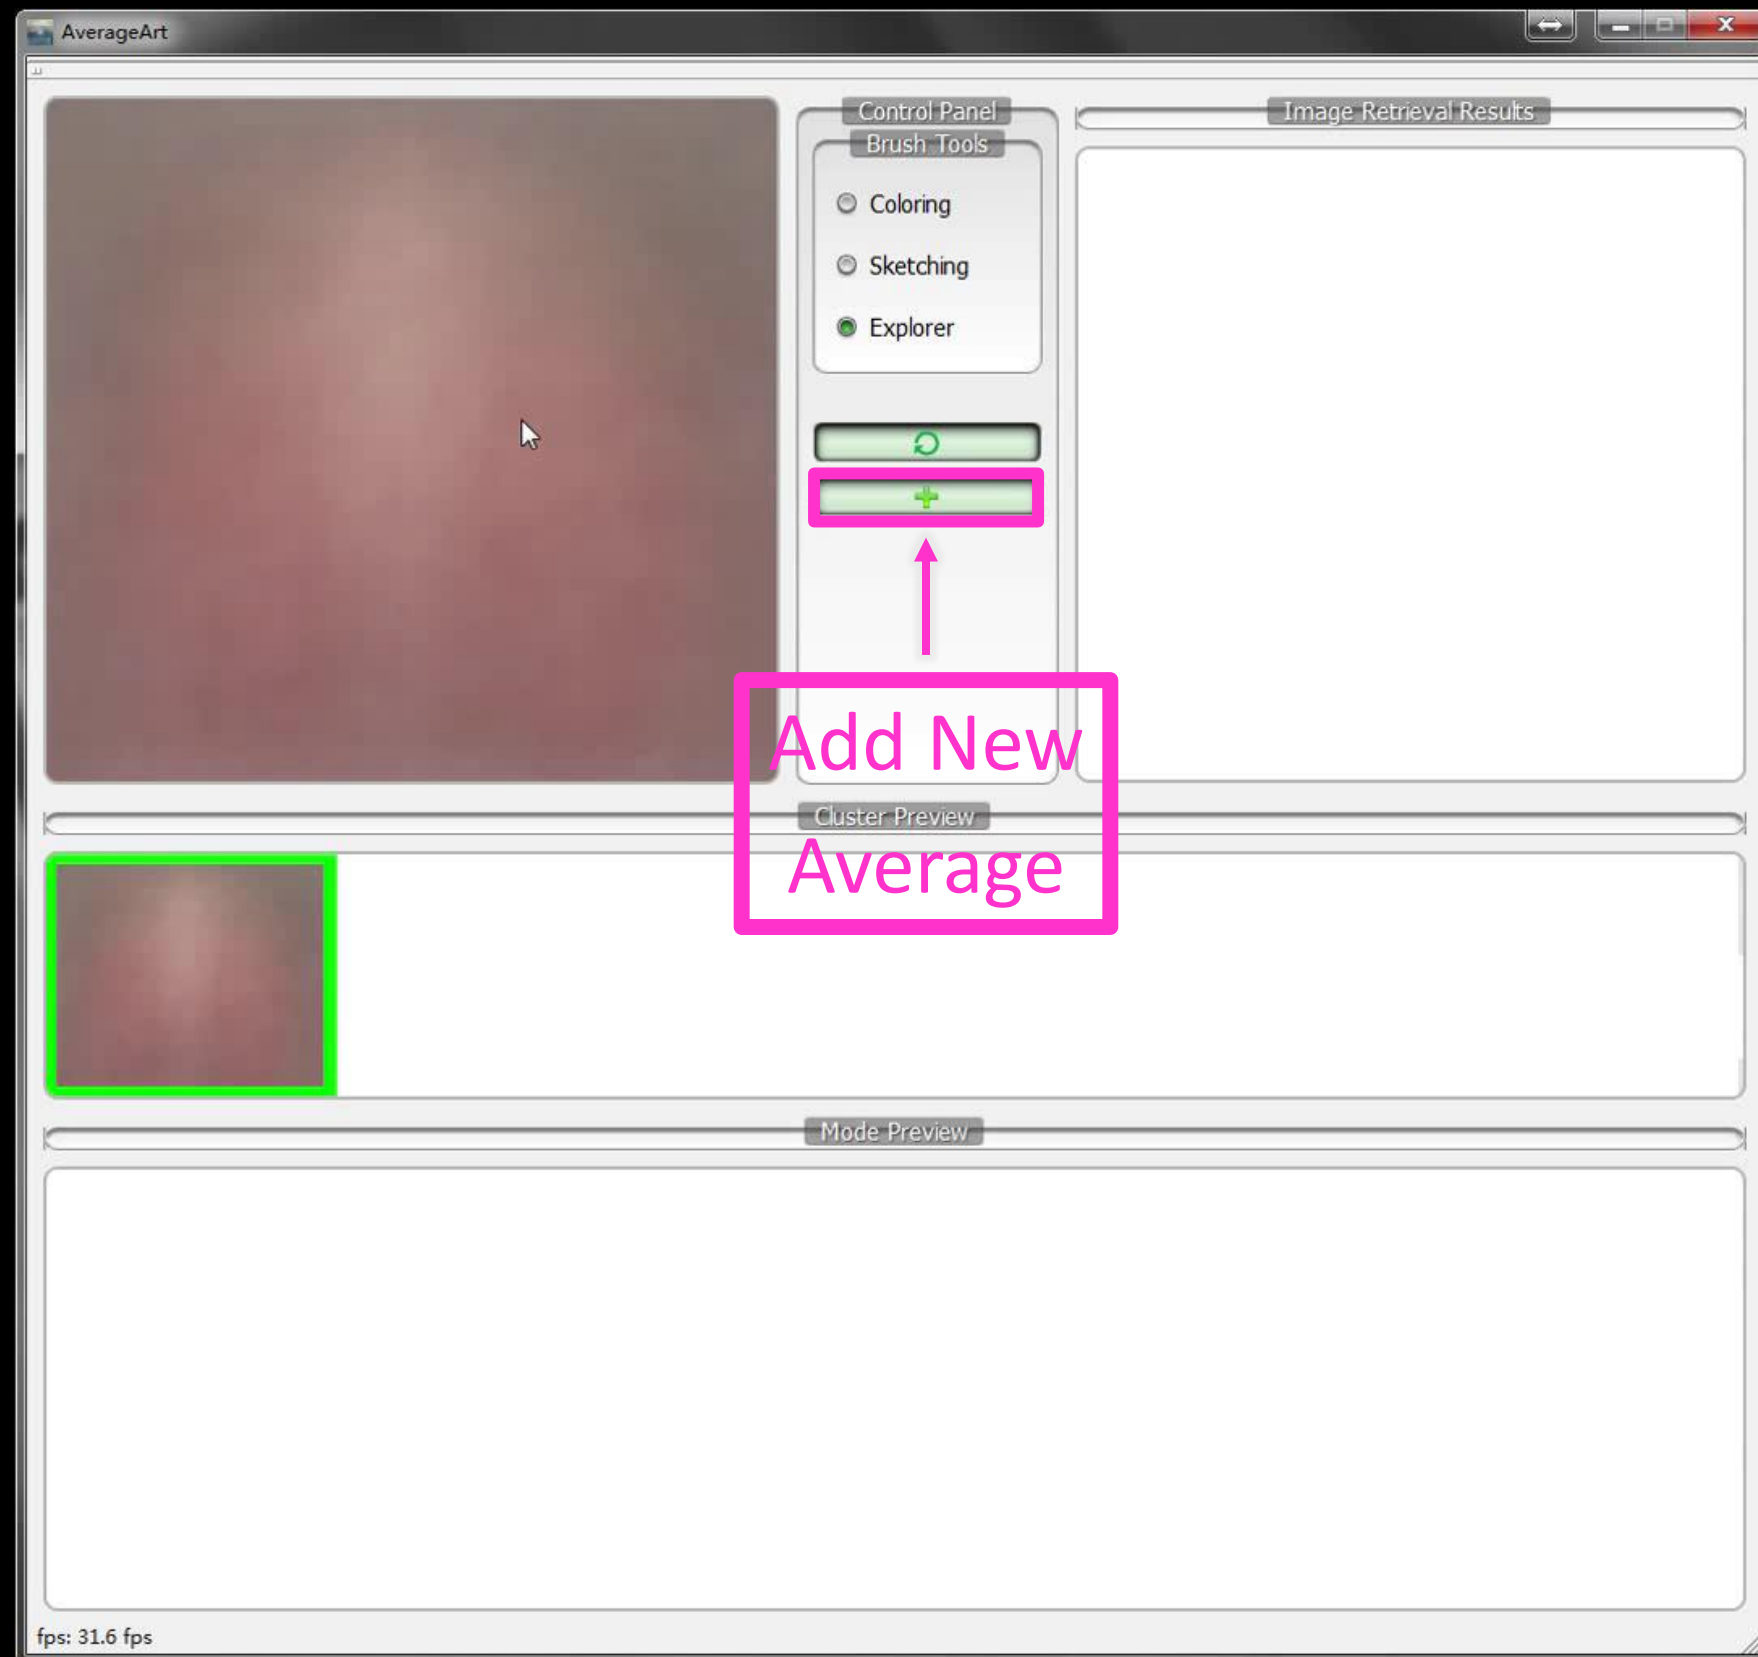 AverageArt
Control Panel
Image Retrieval Results
Brush Tools
Coloring
Sketching
Explorer
Add New
Cluster Preview
Average
Mode Preview
fps: 31.6 fps